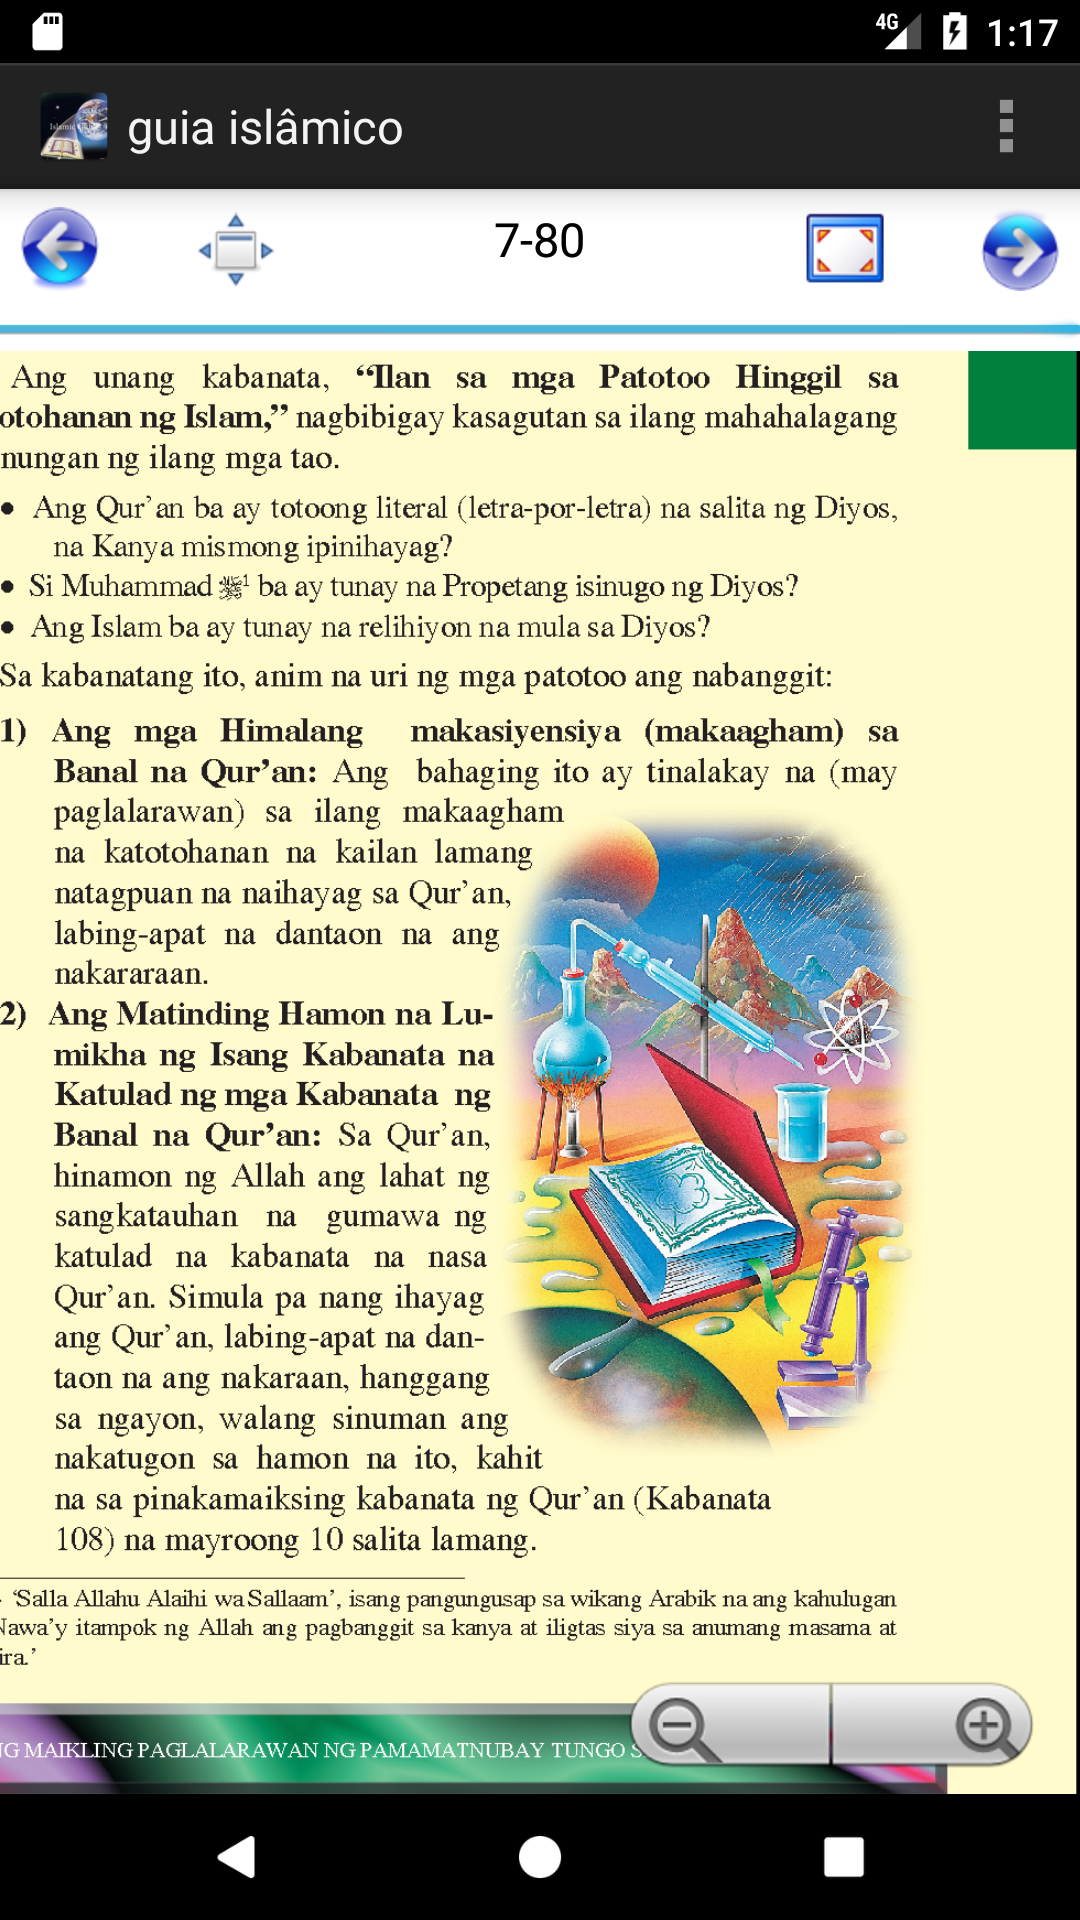 4G 1:17
guia islâmico
7-80
Ang unang kabanata, “Ilan sa mga Patotoo Hinggil sa
otohanan ng Islam,” nagbibigay kasagutan sa ilang mahahalagang
nungan ng ilang mga tao.
• Ang Qur’an ba ay totoong literal (letra-por-letra) na salita ng Diyos,
na Kanya mismong ipinihayag?
• Si Muhammad ﷺ1 ba ay tunay na Propetang isinugo ng Diyos?
• Ang Islam ba ay tunay na relihiyon na mula sa Diyos?
Sa kabanatang ito, anim na uri ng mga patotoo ang nabanggit:
1) Ang mga Himalang makasiyensiya (makaagham) sa
Banal na Qur’an: Ang bahaging ito ay tinalakay na (may
paglalarawan) sa ilang makaagham
na katotohanan na kailan lamang
natagpuan na naihayag sa Qur’an,
labing-apat na dantaon na ang
nakararaan.
2) Ang Matinding Hamon na Lu-
mikha ng Isang Kabanata na
Katulad ng mga Kabanata ng
Banal na Qur’an: Sa Qur’an,
hinamon ng Allah ang lahat ng
sangkatauhan na gumawa ng
katulad na kabanata na nasa
Qur’an. Simula pa nang ihayag
ang Qur’an, labing-apat na dan-
taon na ang nakaraan, hanggang
sa ngayon, walang sinuman ang
nakatugon sa hamon na ito, kahit
na sa pinakamaiksing kabanata ng Qur’an (Kabanata
108) na mayroong 10 salita lamang.
‘Salla Allahu Alaihi wa Sallaam’, isang pangungusap sa wikang Arabik na ang kahulugan
Nawa’y itampok ng Allah ang pagbanggit sa kanya at iligtas siya sa anumang masama at
ira.’
NG MAIKLING PAGLALARAWAN NG PAMAMATNUBAY TUNGO S